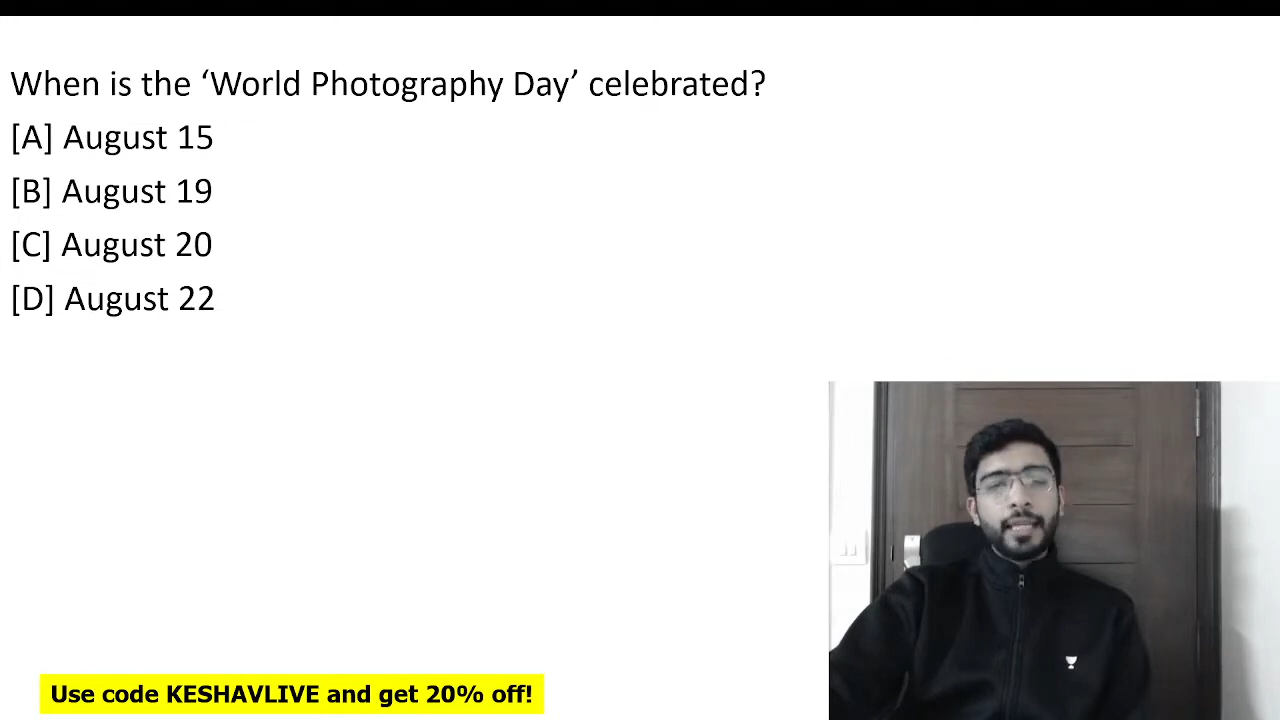 When is the ‘World Photography Day’ celebrated?
[A] August 15
[B] August 19
[C] August 20
[D] August 22
Use code KESHAVLIVE and get 20% off!